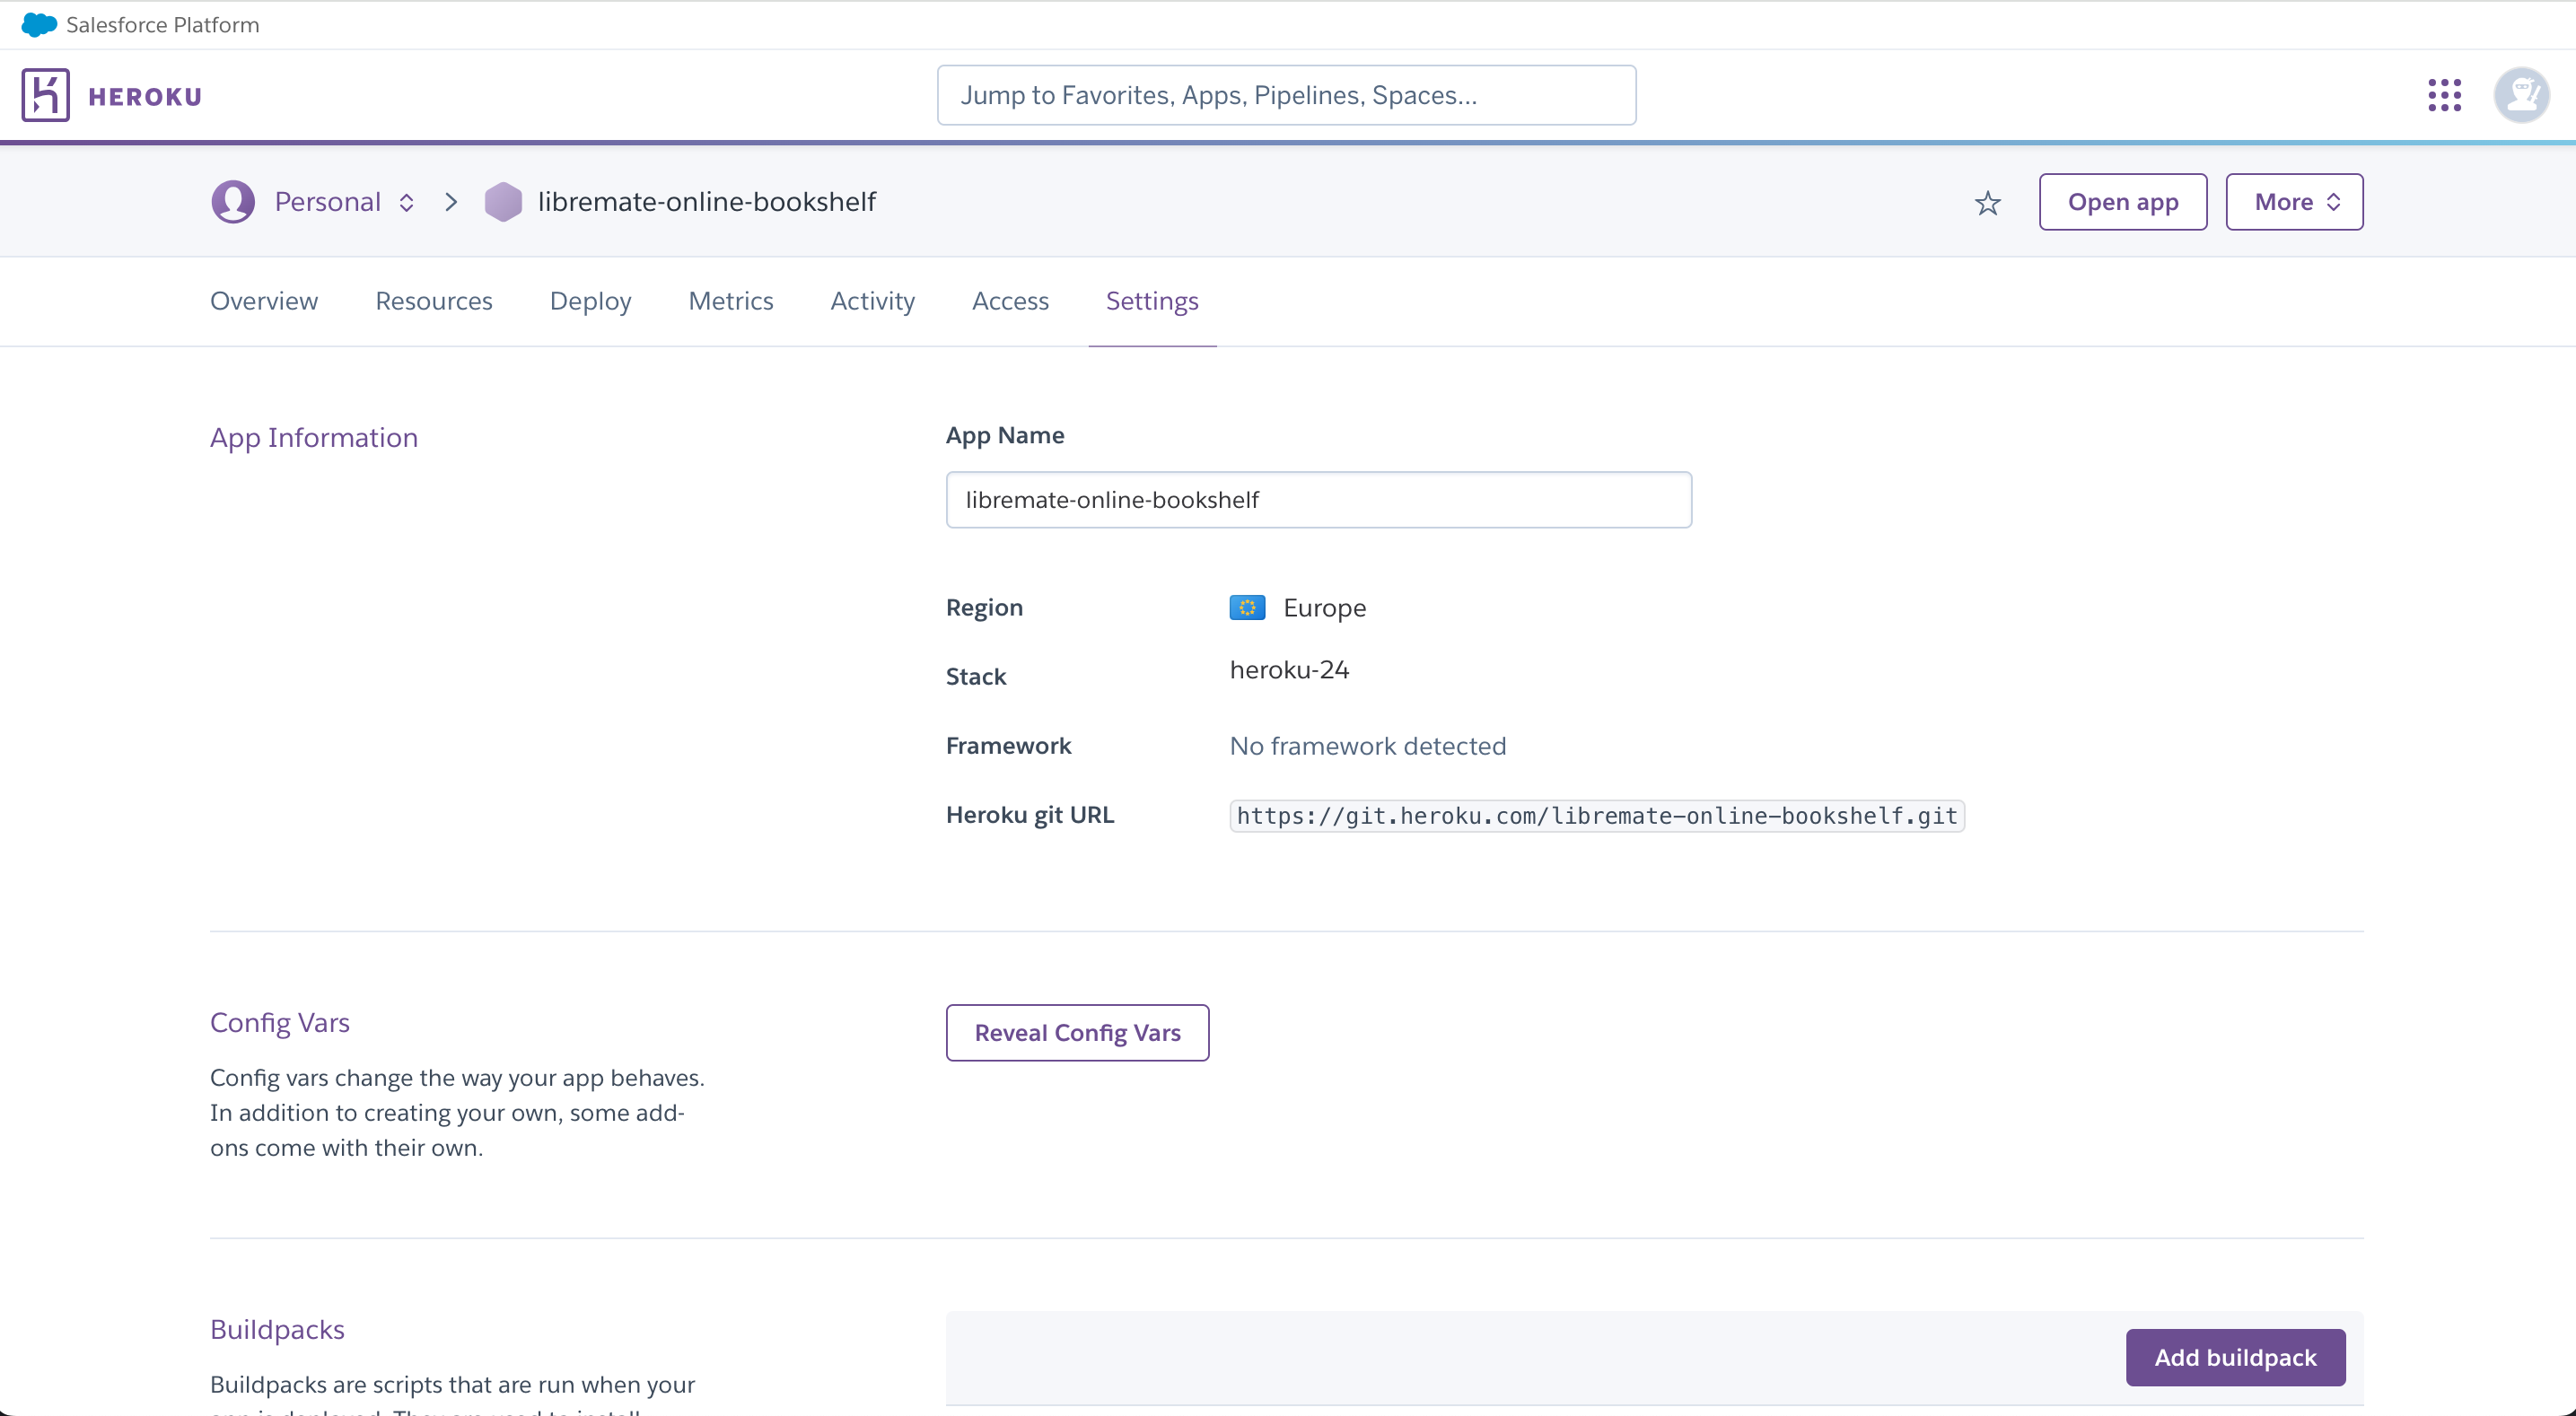 Salesforce Platform
HEROKU
Jump to Favorites, Apps, Pipelines, Spaces...
Personal
libremate-online-bookshelf
Open app
More
Overview
Resources
Deploy
Metrics
Activity
Access
Settings
App Information
App Name
libremate-online-bookshelf
Region
Europe
Stack
heroku-24
Framework
No framework detected
Heroku git URL
https://git.heroku.com/libremate-online-bookshelf.git
Config Vars
Config vars change the way your app behaves.
In addition to creating your own, some add-
ons come with their own.
Reveal Config Vars
Buildpacks
Buildpacks are scripts that are run when your
Add buildpack